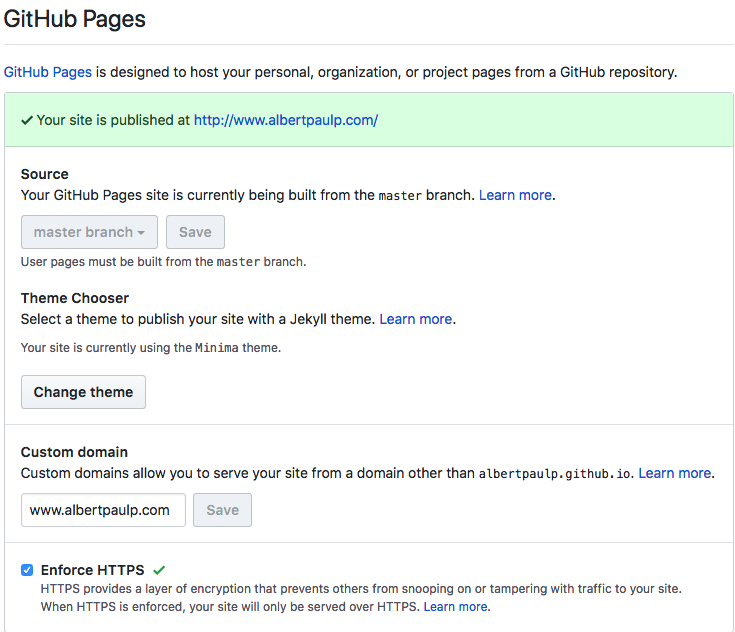 GitHub Pages
GitHub Pages is designed to host your personal, organization, or project pages from a GitHub repository.
Your site is published at http://www.albertpaulp.com/
Source
Your GitHub Pages site is currently being built from the master branch. Learn more.
master branch Save
User pages must be built from the master branch.
Theme Chooser
Select a theme to publish your site with a Jekyll theme. Learn more.
Your site is currently using the Minima theme.
Change theme
Custom domain
Custom domains allow you to serve your site from a domain other than albertpaulp.github.io. Learn more.
www.albertpaulp.com Save
Enforce HTTPS
HTTPS provides a layer of encryption that prevents others from snooping on or tampering with traffic to your site.
When HTTPS is enforced, your site will only be served over HTTPS. Learn more.